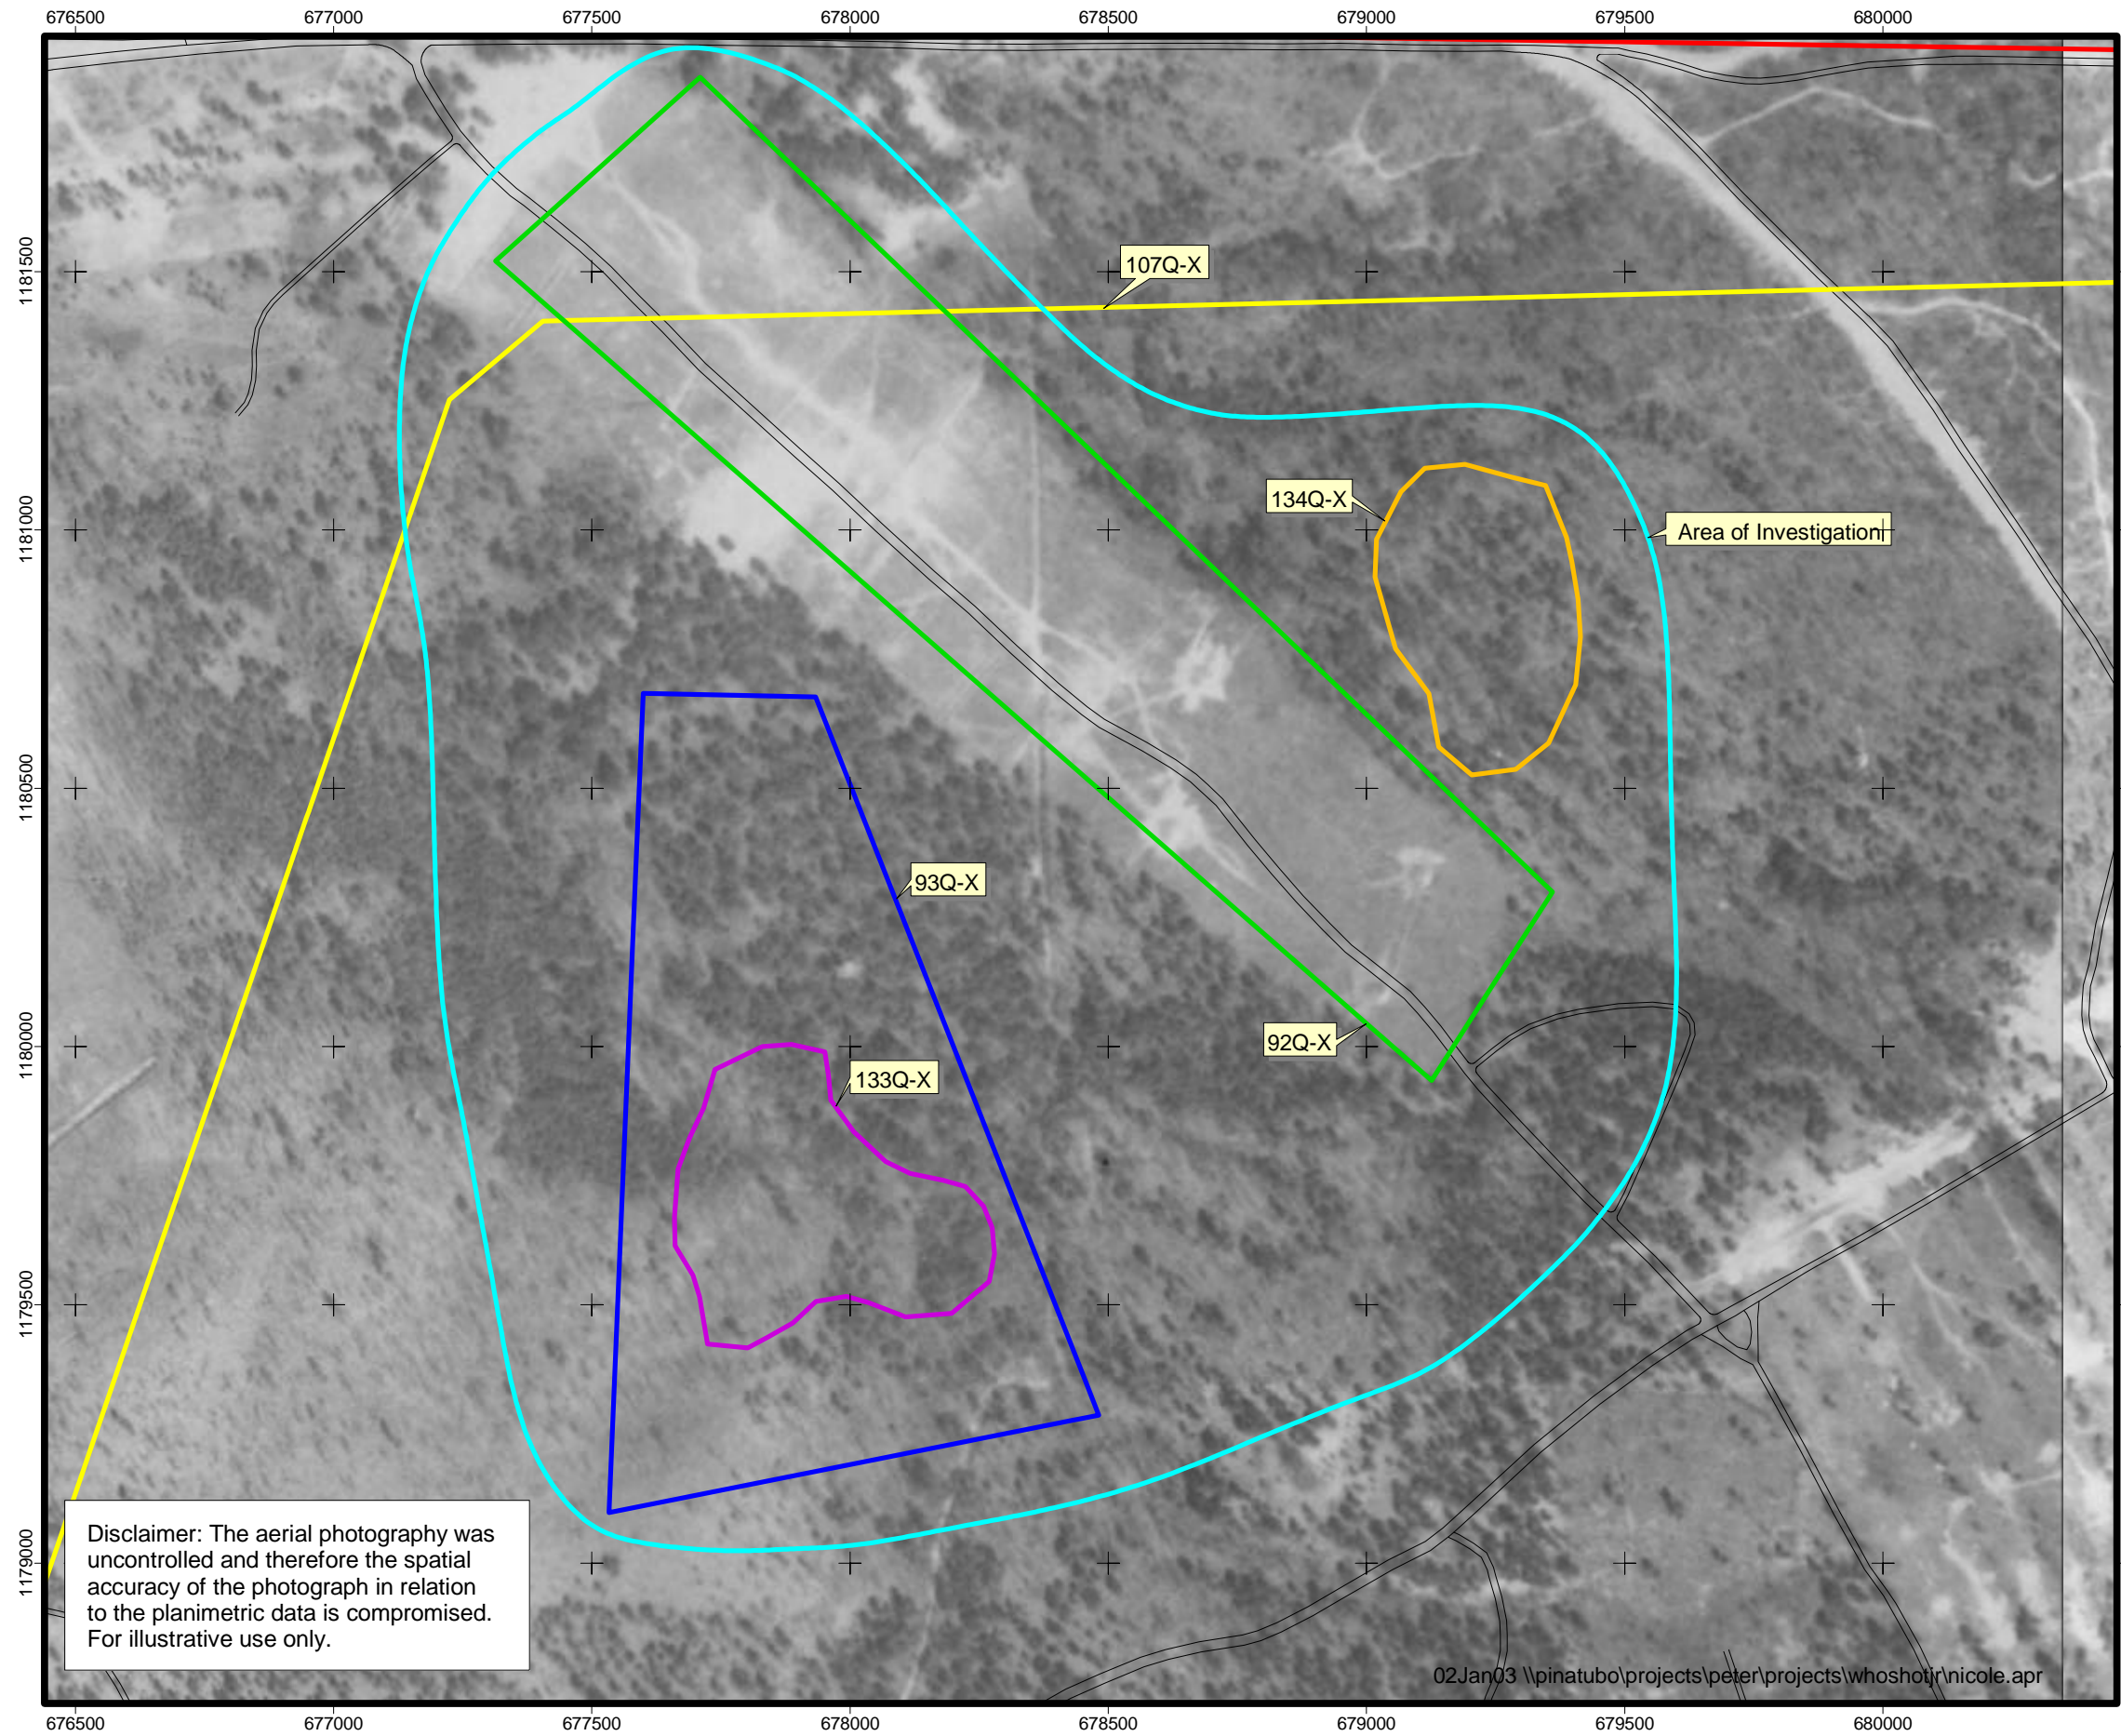 676500 677000 677500 678000 678500 679000 679500 680000
107Q-X
1181500
134Q-X
Area of Investigation
1181000
1180500
93Q-X
92Q-X
1180000
133Q-X
1179500
1179000
Disclaimer: The aerial photography was
uncontrolled and therefore the spatial
accuracy of the photograph in relation
to the planimetric data is compromised.
For illustrative use only.
02Jan03 \\pinatubo\projects\peter\projects\whoshotjr\nicole.apr
676500 677000 677500 678000 678500 679000 679500 680000